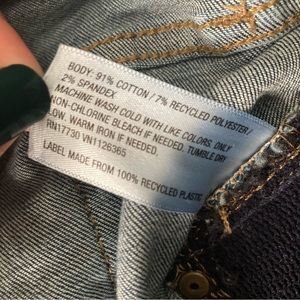 BODY: 91% COTTON / 7% RECYCLED POLYESTER /
2% SPANDEX
MACHINE WASH COLD WITH LIKE COLORS. ONLY
NON-CHLORINE BLEACH IF NEEDED. TUMBLE DRY
LOW. WARM IRON IF NEEDED.
RN17730 VN1126365
LABEL MADE FROM 100% RECYCLED PLASTIC